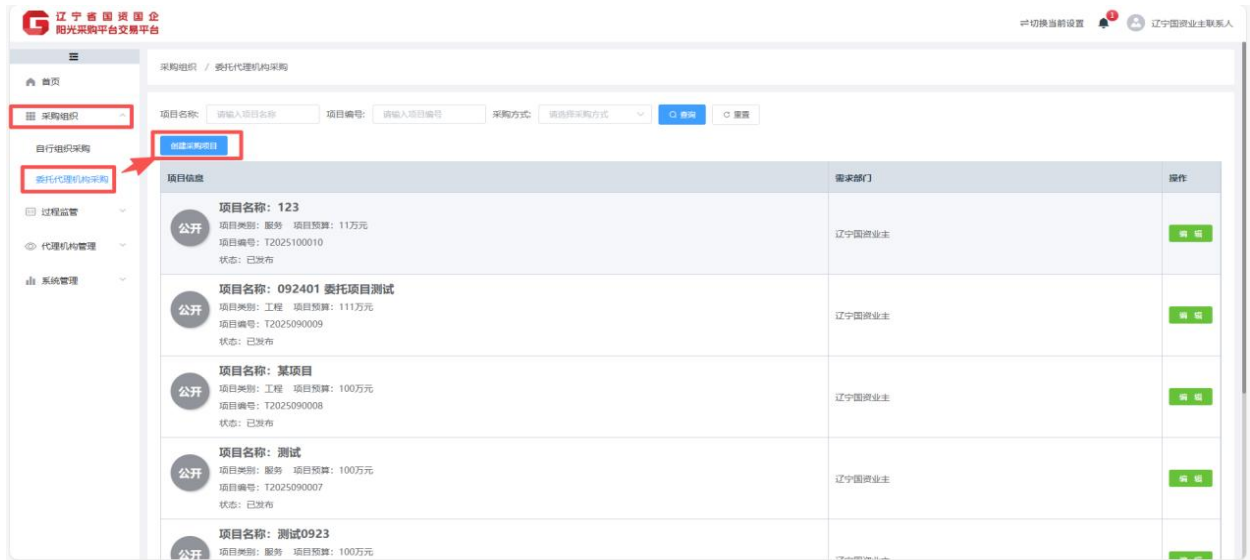 辽宁省国资国企
阳光采购平台交易平台
切换当前设置
1
辽宁国资业主联系人
首页
采购组织
自行组织采购
委托代理机构采购
过程监管
代理机构管理
系统管理
采购组织 / 委托代理机构采购
项目名称: 请输入项目名称 项目编号: 请输入项目编号 采购方式: 请选择采购方式 查询 重置
创建采购项目
项目信息 需求部门 操作
公开
项目名称：123
项目类别：服务 项目预算：11万元
项目编号：T2025100010
状态：已发布
辽宁国资业主
编 辑
公开
项目名称：092401 委托项目测试
项目类别：工程 项目预算：111万元
项目编号：T2025090009
状态：已发布
辽宁国资业主
编 辑
公开
项目名称：某项目
项目类别：工程 项目预算：100万元
项目编号：T2025090008
状态：已发布
辽宁国资业主
编 辑
公开
项目名称：测试
项目类别：服务 项目预算：100万元
项目编号：T2025090007
状态：已发布
辽宁国资业主
编 辑
公开
项目名称：测试0923
项目类别：服务 项目预算：100万元